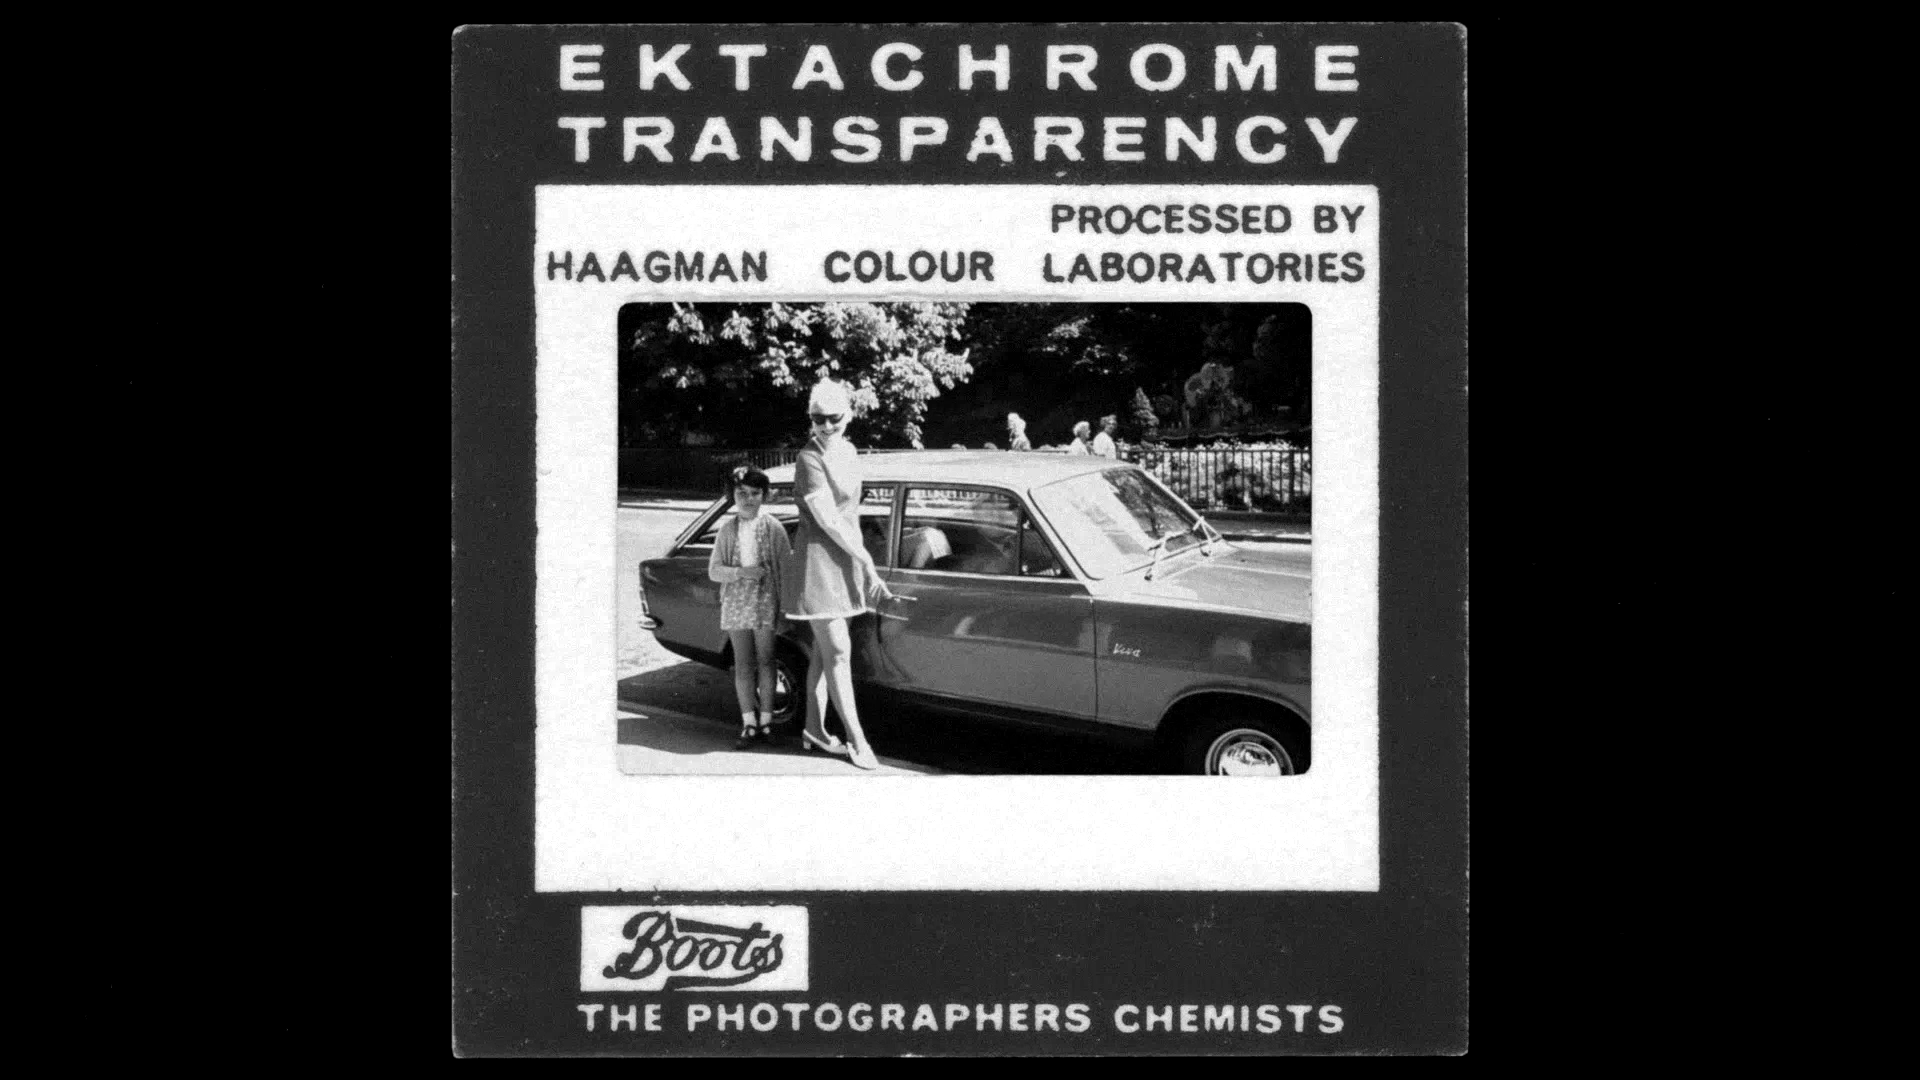 EKTACHROME
TRANSPARENCY
PROCESSED BY
HAAGMAN COLOUR LABORATORIES
Viva
Boots
THE PHOTOGRAPHERS CHEMISTS